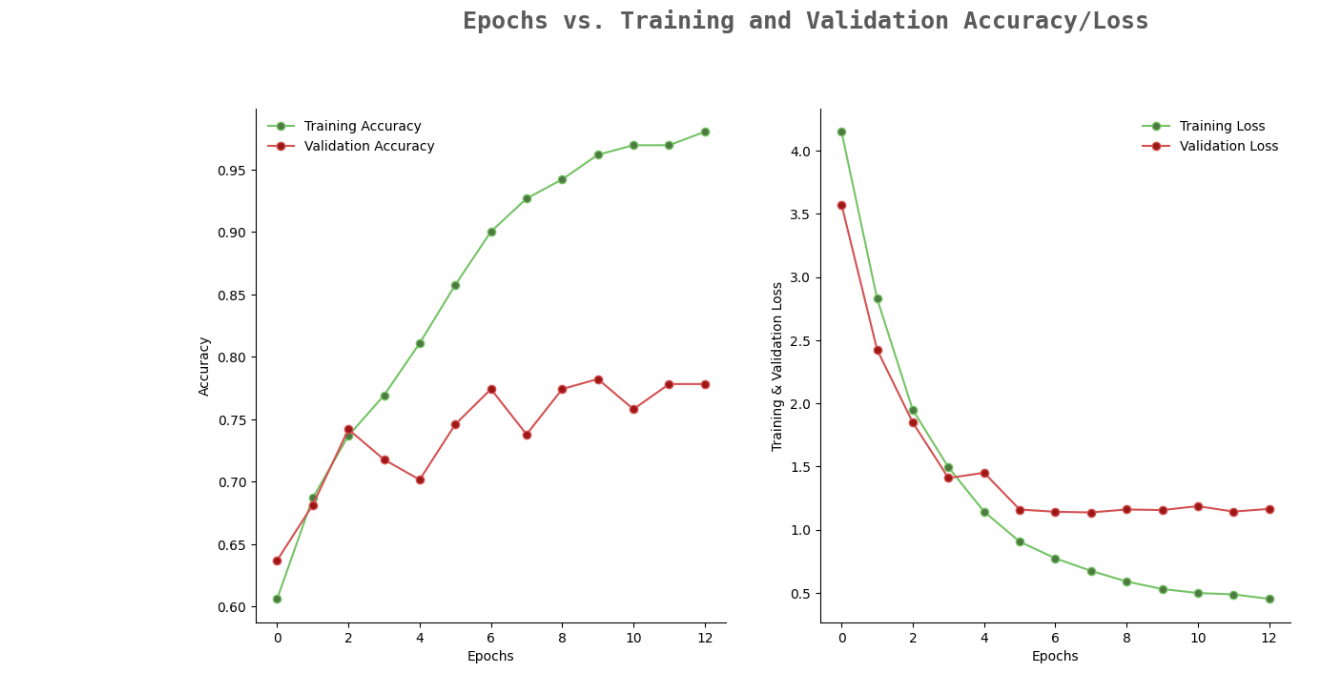 Epochs vs. Training and Validation Accuracy/Loss
Training Accuracy
Validation Accuracy
0.95
0.90
0.85
0.80
0.75
0.70
0.65
0.60
Accuracy
0 2 4 6 8 10 12
Epochs
Training Loss
Validation Loss
4.0
3.5
3.0
2.5
2.0
1.5
1.0
0.5
Training & Validation Loss
0 2 4 6 8 10 12
Epochs